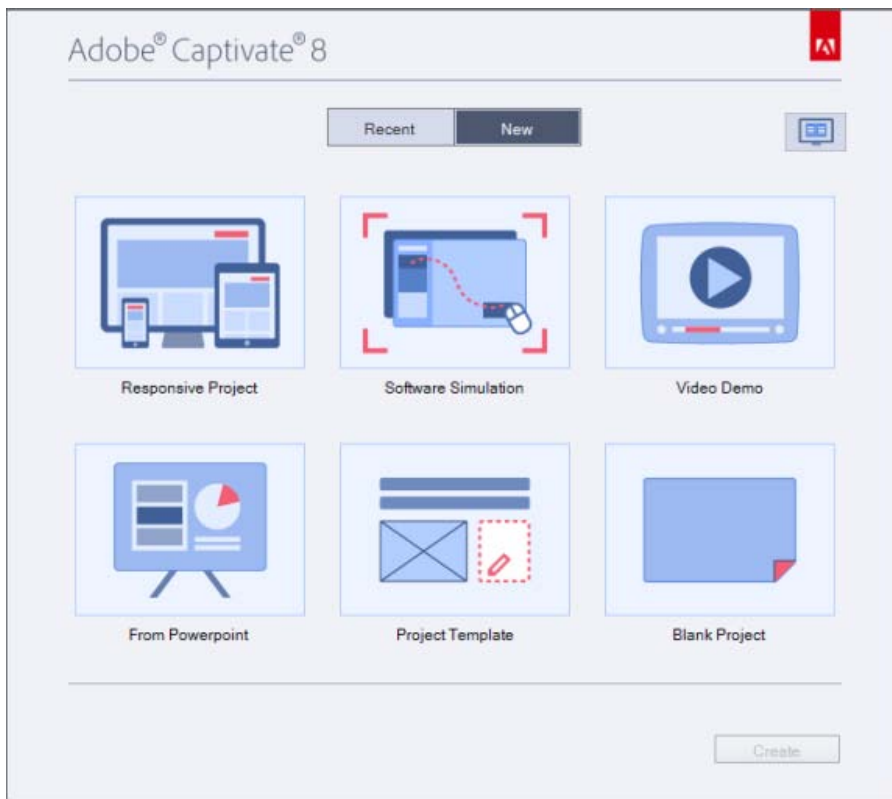 Adobe® Captivate® 8
Recent New
Responsive Project Software Simulation Video Demo
From Powerpoint Project Template Blank Project
Create